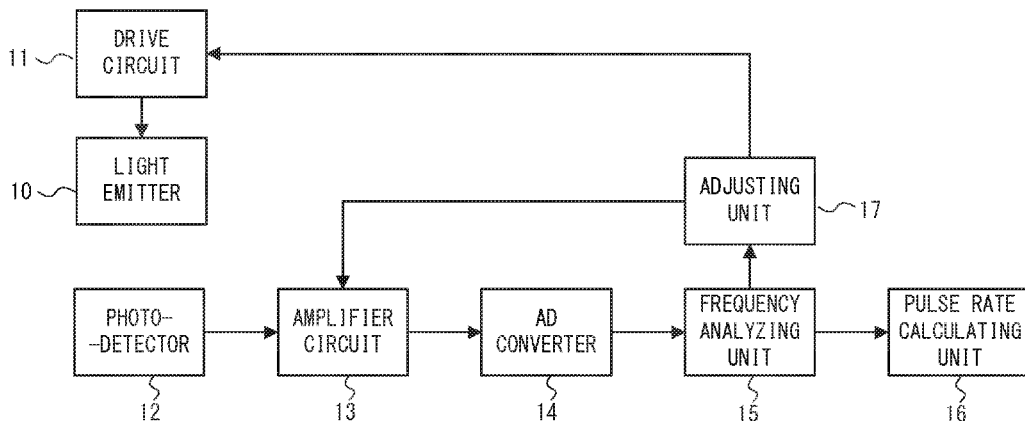 DRIVE
CIRCUIT
11
LIGHT
EMITTER
10
ADJUSTING
UNIT
17
PHOTO-
-DETECTOR
12
AMPLIFIER
CIRCUIT
13
AD
CONVERTER
14
FREQUENCY
ANALYZING
UNIT
15
PULSE RATE
CALCULATING
UNIT
16